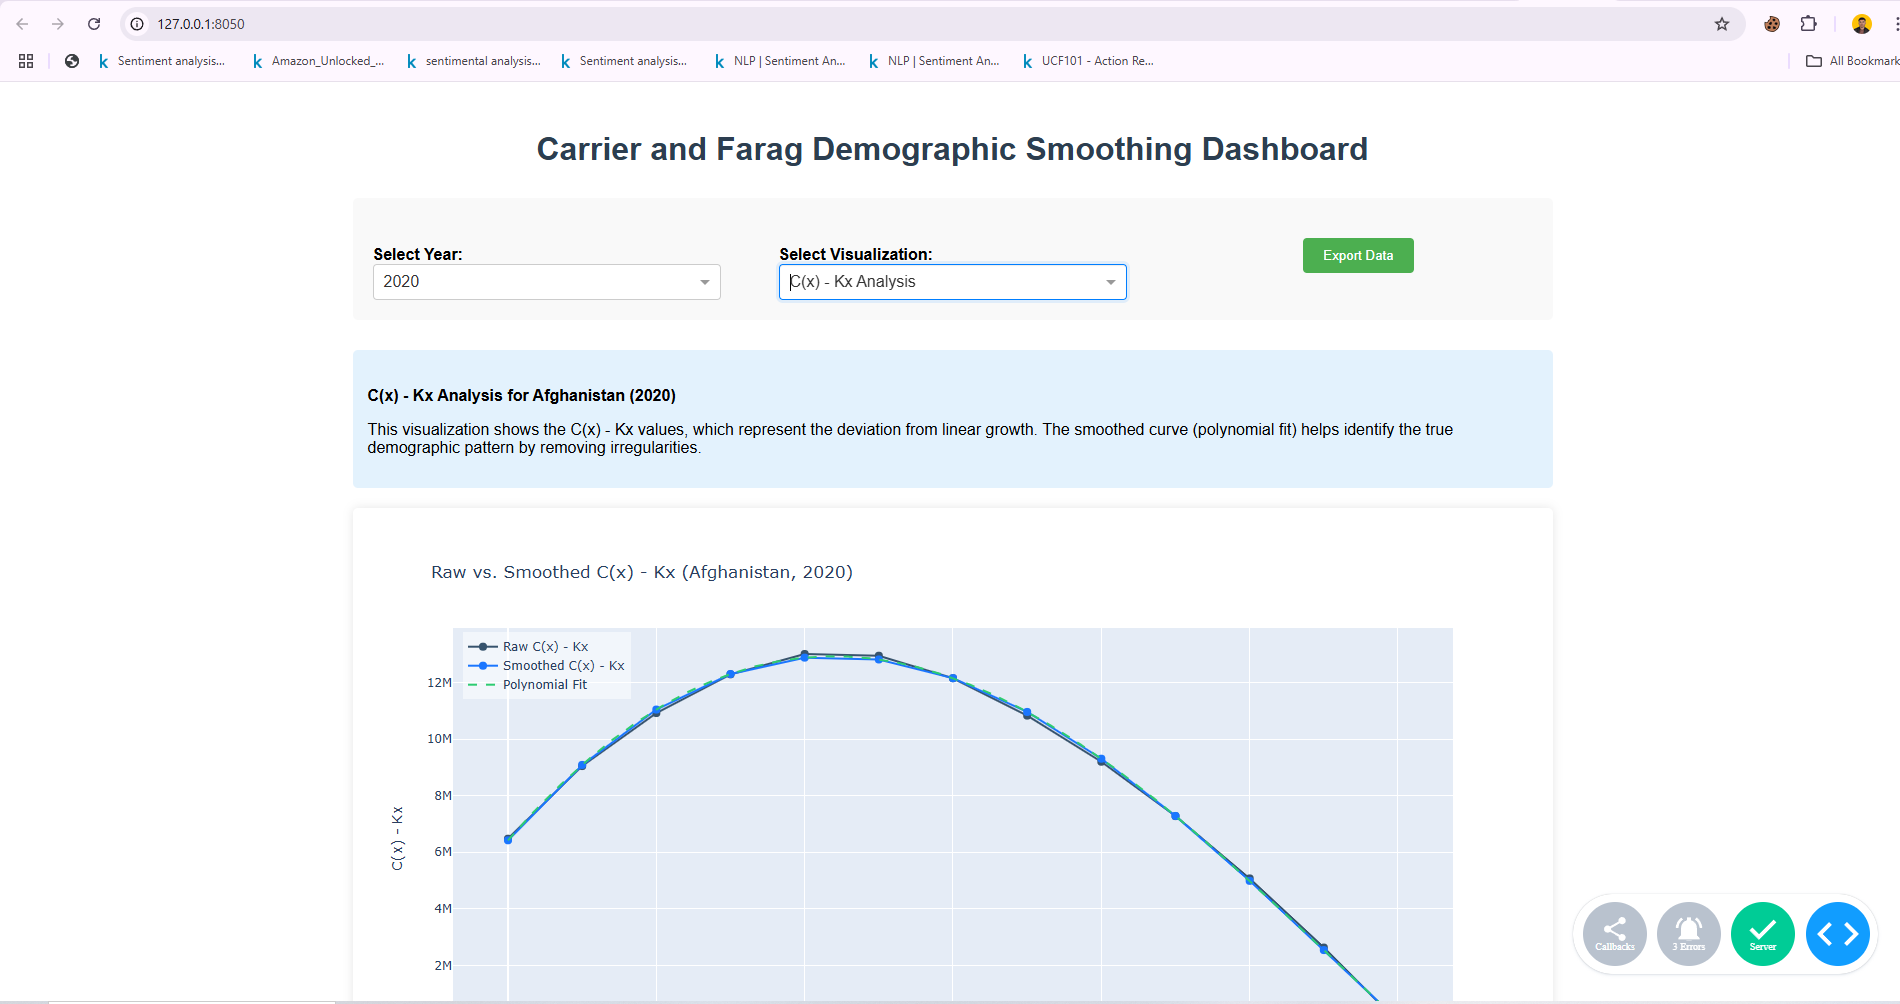 127.0.0.1:8050
Sentiment analysis...
Amazon_Unlocked_...
sentimental analysis...
Sentiment analysis...
NLP | Sentiment An...
NLP | Sentiment An...
UCF101 - Action Re...
All Bookmark
Carrier and Farag Demographic Smoothing Dashboard
Select Year:
2020
Select Visualization:
C(x) - Kx Analysis
Export Data
C(x) - Kx Analysis for Afghanistan (2020)
This visualization shows the C(x) - Kx values, which represent the deviation from linear growth. The smoothed curve (polynomial fit) helps identify the true
demographic pattern by removing irregularities.
Raw vs. Smoothed C(x) - Kx (Afghanistan, 2020)
Raw C(x) - Kx
Smoothed C(x) - Kx
Polynomial Fit
12M
10M
8M
6M
4M
2M
C(x) - Kx
Callbacks
3 Errors
Server